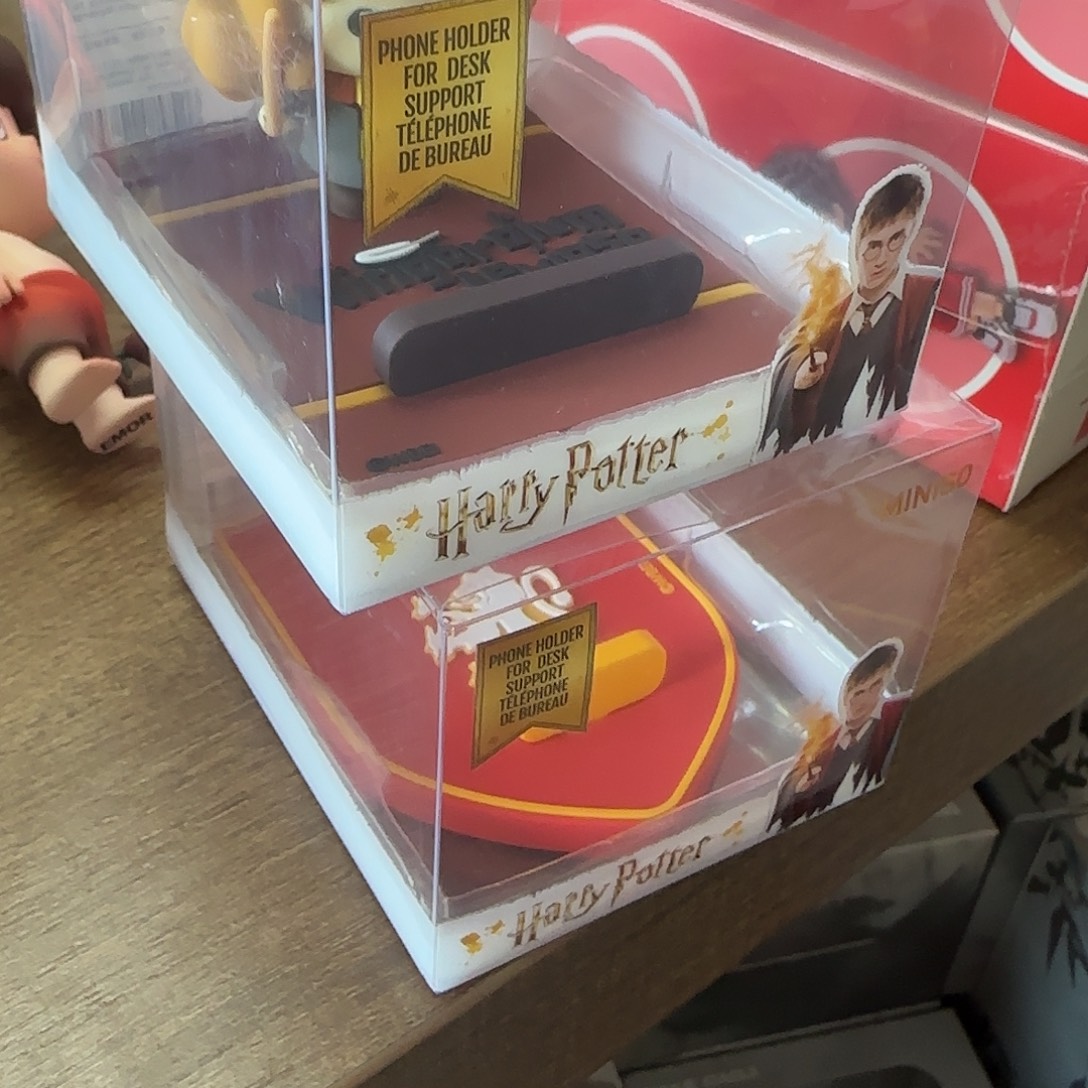 PHONE HOLDER
FOR DESK
SUPPORT
TÉLÉPHONE
DE BUREAU
Harry Potter
EMOR
MINISO
PHONE HOLDER
FOR DESK
SUPPORT
TÉLÉPHONE
DE BUREAU
Harry Potter